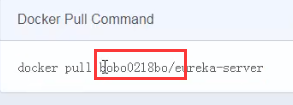 Docker Pull Command
docker pull bobo0218bo/eureka-server